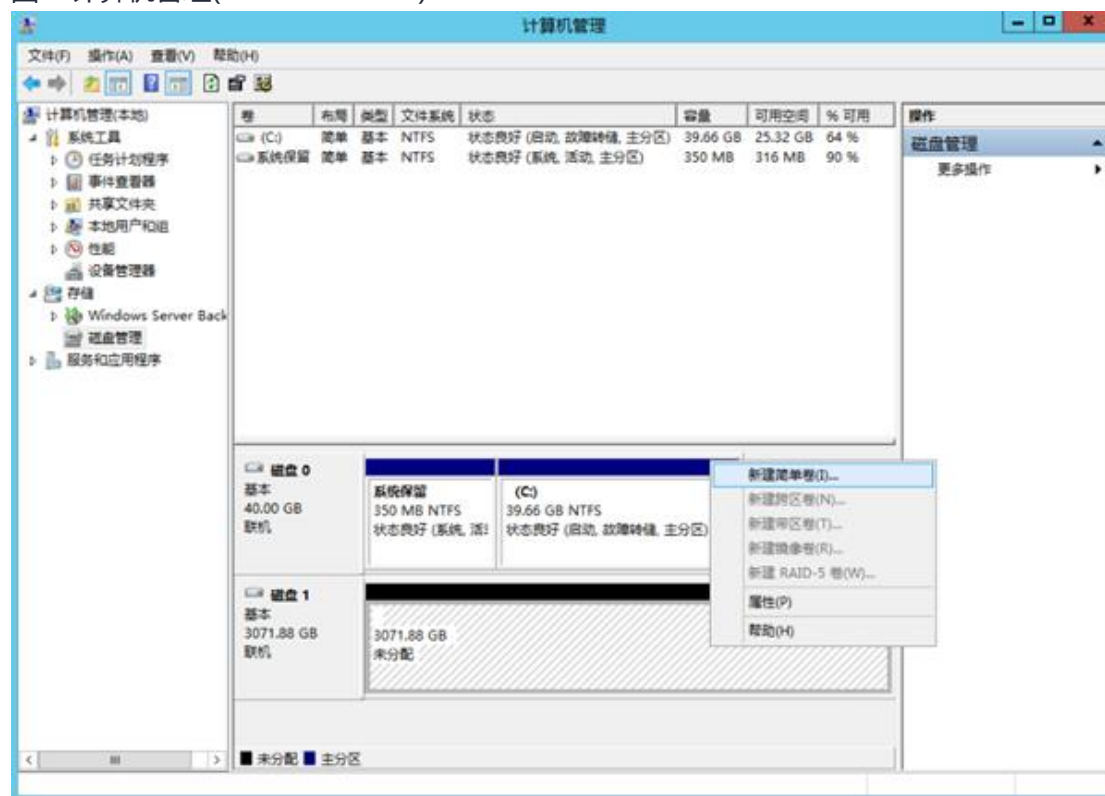 计算机管理
文件(F) 操作(A) 查看(V) 帮助(H)
计算机管理(本地)
系统工具
任务计划程序
事件查看器
共享文件夹
本地用户和组
性能
设备管理器
存储
Windows Server Back
磁盘管理
服务和应用程序
卷 布局 类型 文件系统 状态 容量 可用空间 % 可用
(C:) 简单 基本 NTFS 状态良好 (启动, 故障转储, 主分区) 39.66 GB 25.32 GB 64 %
系统保留 简单 基本 NTFS 状态良好 (系统, 活动, 主分区) 350 MB 316 MB 90 %
操作
磁盘管理
更多操作
磁盘 0
基本
40.00 GB
联机
系统保留
350 MB NTFS
状态良好 (系统, 活
(C:)
39.66 GB NTFS
状态良好 (启动, 故障转储, 主分区)
新建简单卷(I)...
新建跨区卷(N)...
新建带区卷(T)...
新建镜像卷(R)...
新建 RAID-5 卷(W)...
属性(P)
帮助(H)
磁盘 1
基本
3071.88 GB
联机
3071.88 GB
未分配
未分配 主分区